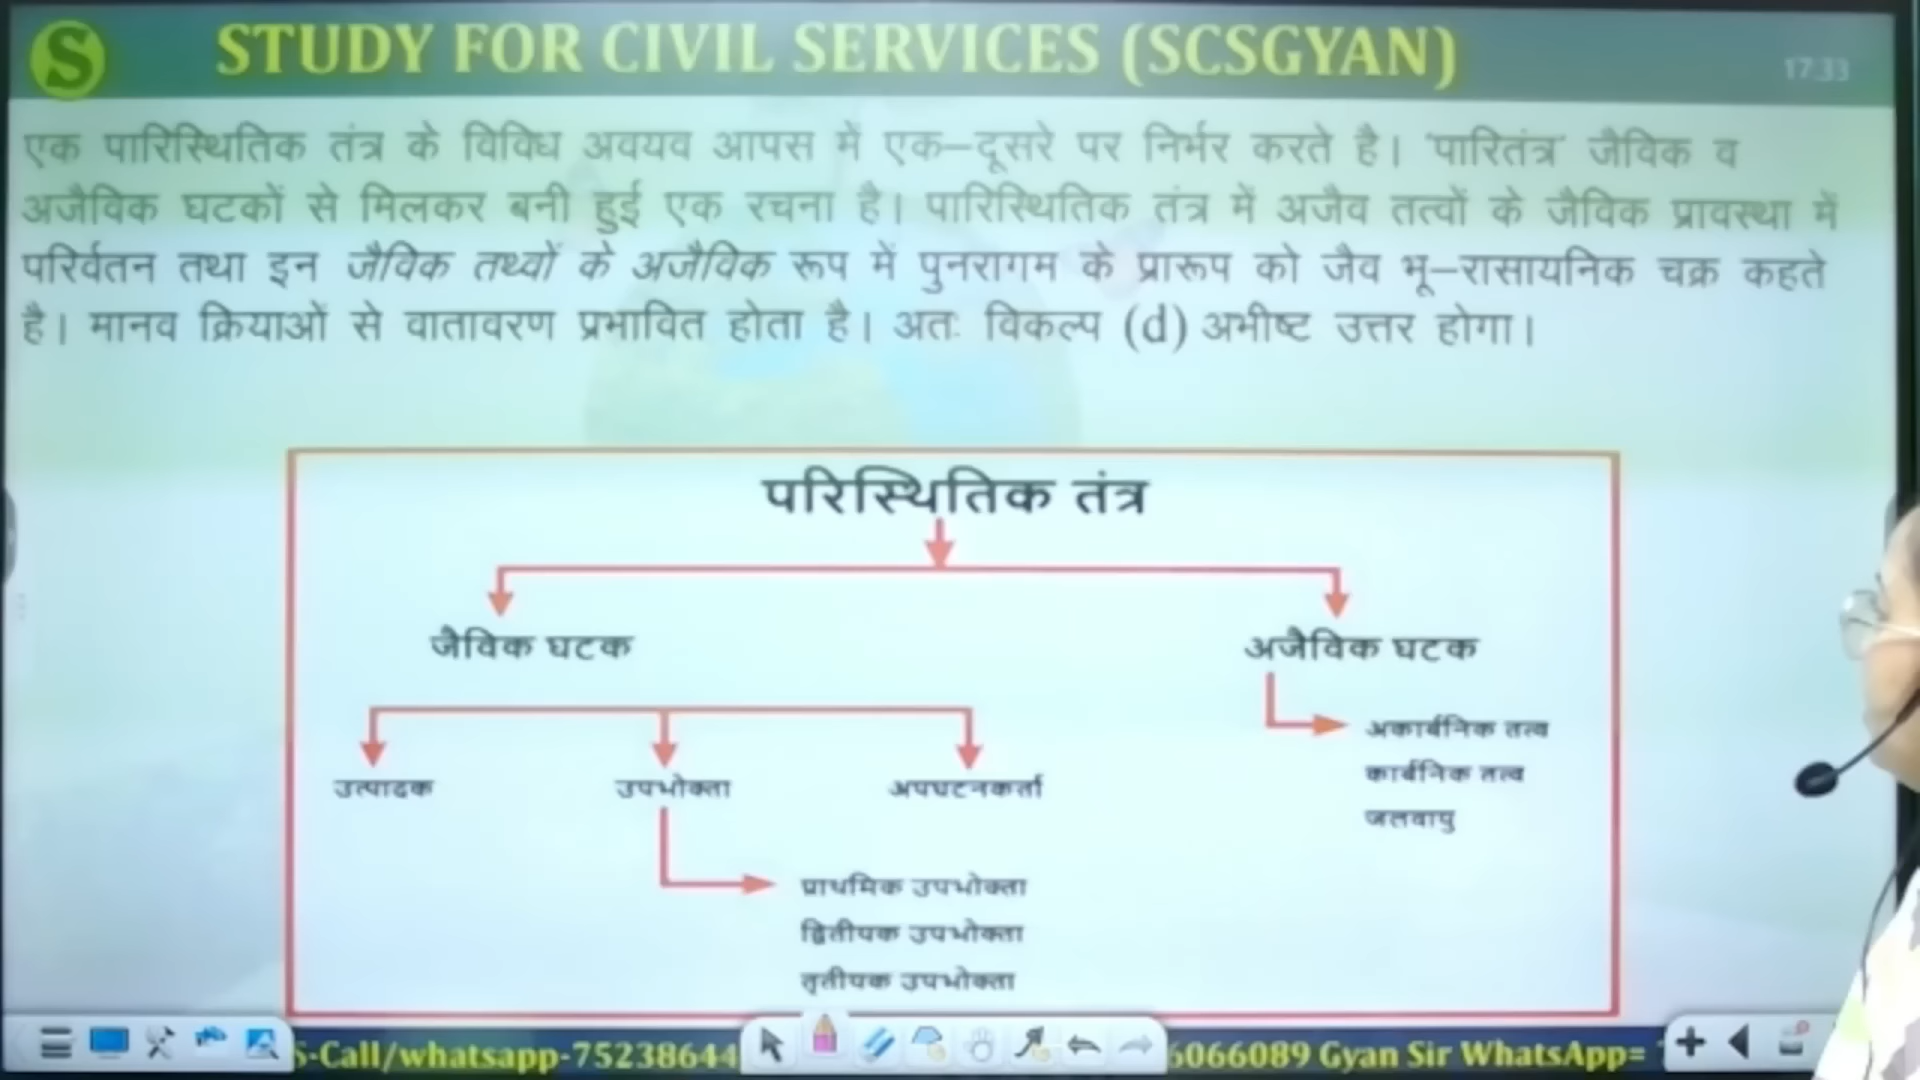 S
STUDY FOR CIVIL SERVICES (SCSGYAN)
17:33
एक पारिस्थितिक तंत्र के विविध अवयव आपस में एक–दूसरे पर निर्भर करते है। 'पारितंत्र' जैविक व
अजैविक घटकों से मिलकर बनी हुई एक रचना है। पारिस्थितिक तंत्र में अजैव तत्वों के जैविक प्रावस्था में
परिर्वतन तथा इन जैविक तथ्वों के अजैविक रूप में पुनरागम के प्रारूप को जैव भू–रासायनिक चक्र कहते
है। मानव क्रियाओं से वातावरण प्रभावित होता है। अतः विकल्प (d) अभीष्ट उत्तर होगा।
परिस्थितिक तंत्र
जैविक घटक
अजैविक घटक
उत्पादक
उपभोक्ता
अपघटनकर्ता
अकार्बनिक तत्व
कार्बनिक तत्व
जलवायु
प्राथमिक उपभोक्ता
द्वितीयक उपभोक्ता
तृतीयक उपभोक्ता
S-Call/whatsapp-75238644
6066089 Gyan Sir WhatsApp=